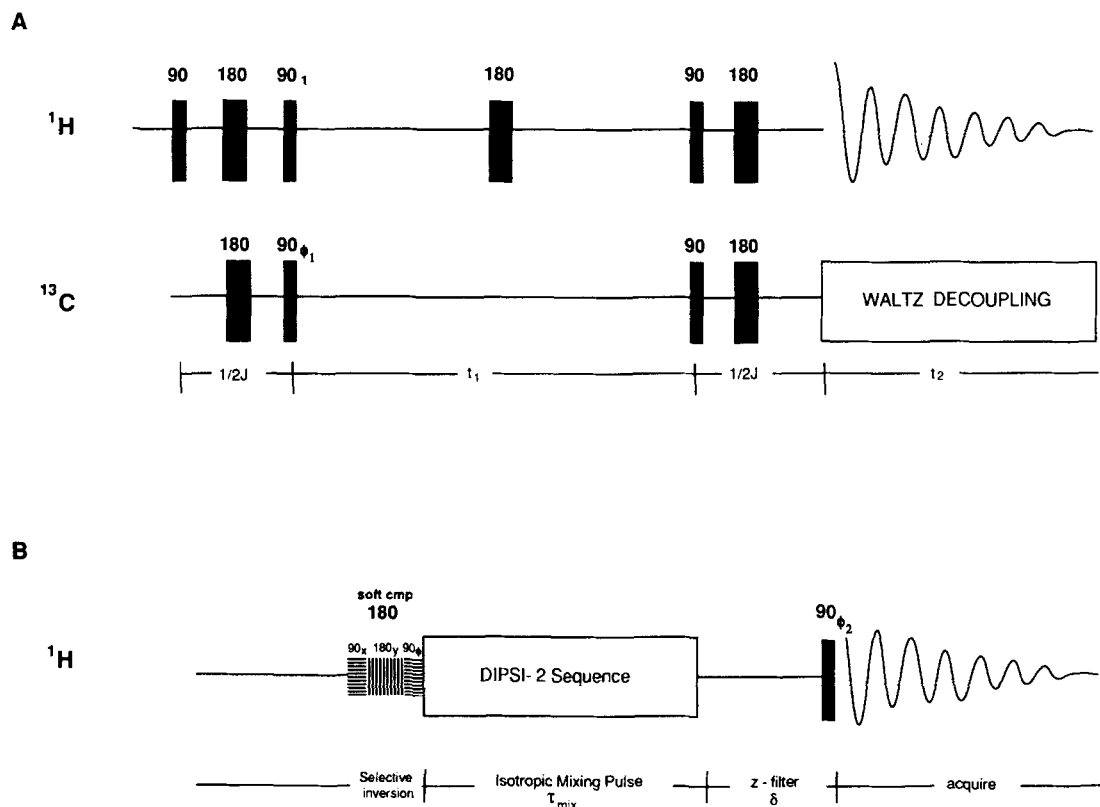 A
90 180 90 1 180 90 180
¹H
180 90 ϕ₁ 90 180
¹³C
WALTZ DECOUPLING
1/2J t₁ 1/2J t₂
B
soft cmp
180
90x 180y 90ϕ
90ϕ₂
¹H
DIPSI-2 Sequence
Selective
inversion
Isotropic Mixing Pulse
τmix
z - filter
δ
acquire